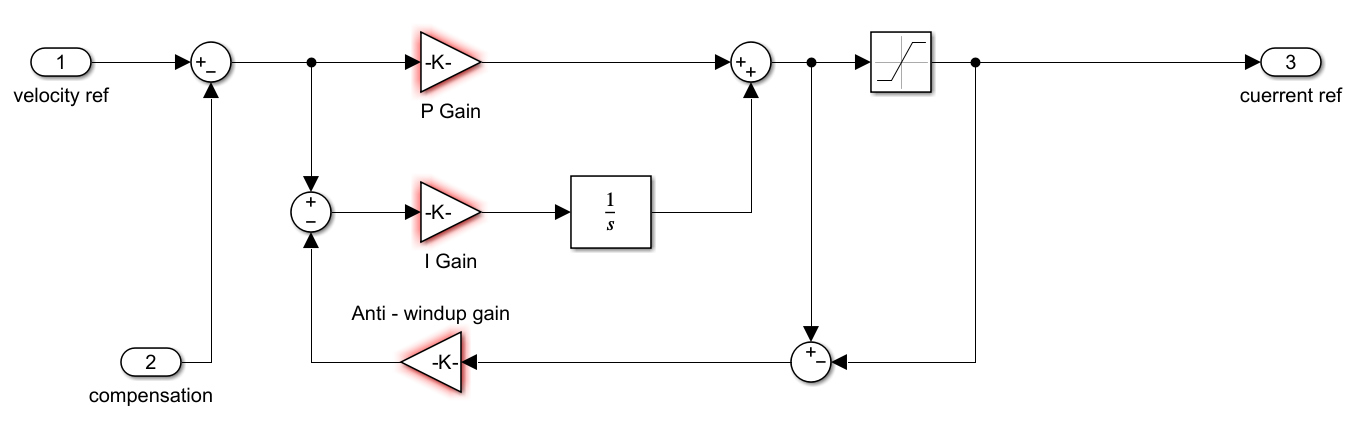 1
velocity ref
+
−
-K-
P Gain
+
+
3
cuerrent ref
+
−
-K-
I Gain
1
s
Anti - windup gain
-K-
+
−
2
compensation